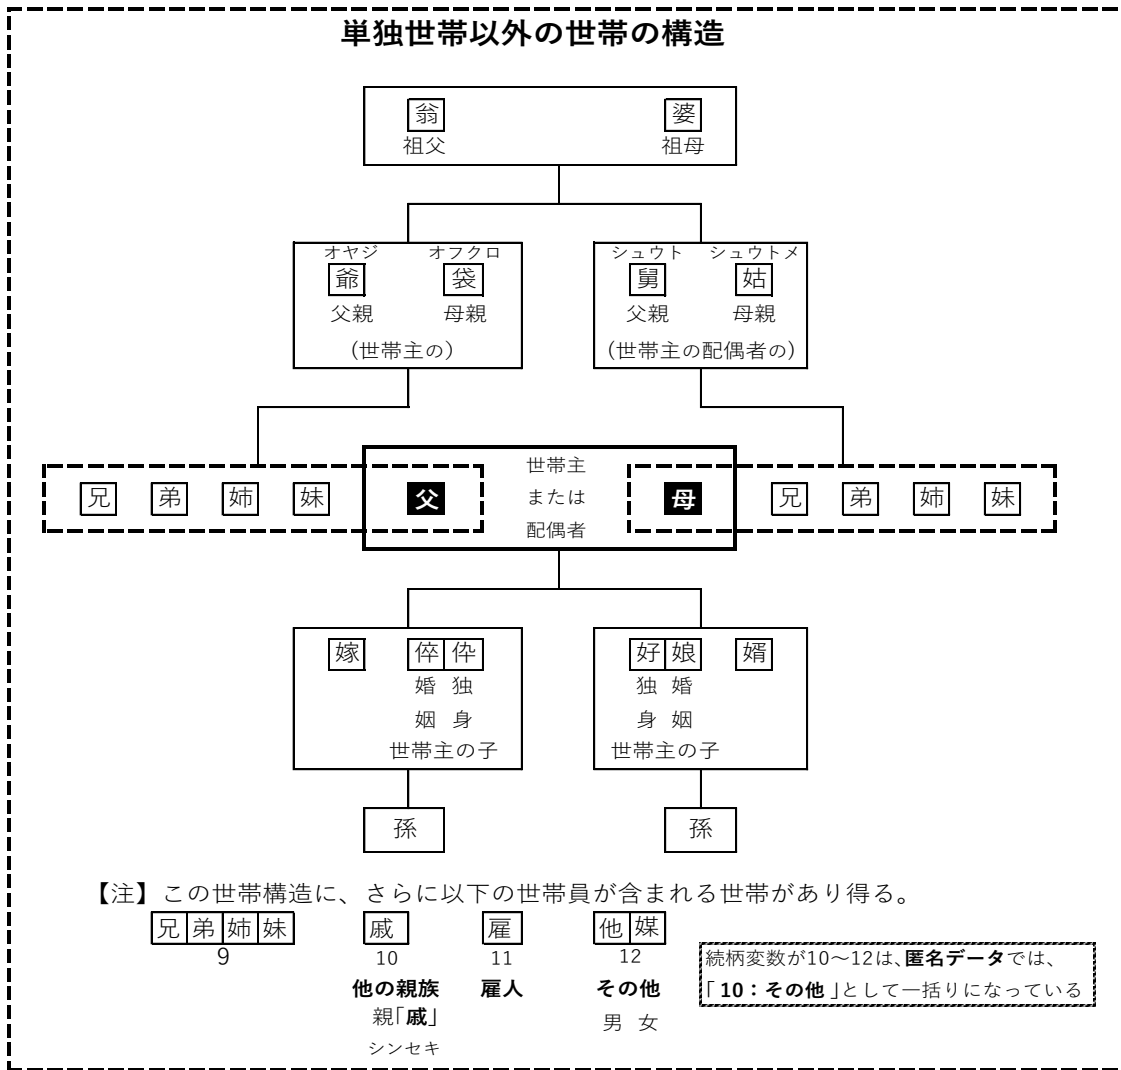 単独世帯以外の世帯の構造
翁 婆
祖父 祖母
オヤジ オフクロ シュウト シュウトメ
爺 袋 舅 姑
父親 母親 父親 母親
(世帯主の) (世帯主の配偶者の)
世帯主
兄 弟 姉 妹 父 または 母 兄 弟 姉 妹
配偶者
嫁 倅 伜 好 娘 婿
婚 独 独 婚
姻 身 身 姻
世帯主の子 世帯主の子
孫 孫
【注】この世帯構造に、さらに以下の世帯員が含まれる世帯があり得る。
兄 弟 姉 妹 戚 雇 他 媒
9 10 11 12
他の親族 雇人 その他
親「戚」 男 女
シンセキ
続柄変数が10～12は、匿名データでは、
「10：その他」として一括りになっている